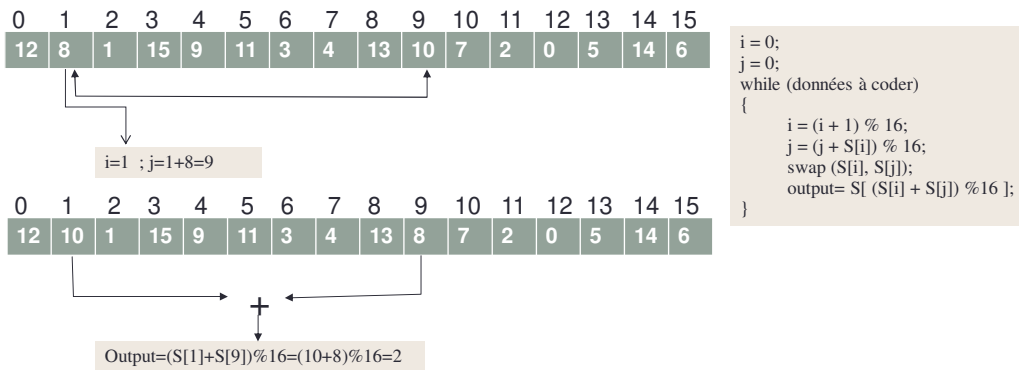 0 1 2 3 4 5 6 7 8 9 10 11 12 13 14 15
12 8 1 15 9 11 3 4 13 10 7 2 0 5 14 6
i=1 ; j=1+8=9
0 1 2 3 4 5 6 7 8 9 10 11 12 13 14 15
12 10 1 15 9 11 3 4 13 8 7 2 0 5 14 6
+
Output=(S[1]+S[9])%16=(10+8)%16=2
i = 0;
j = 0;
while (données à coder)
{
i = (i + 1) % 16;
j = (j + S[i]) % 16;
swap (S[i], S[j]);
output= S[ (S[i] + S[j]) %16 ];
}